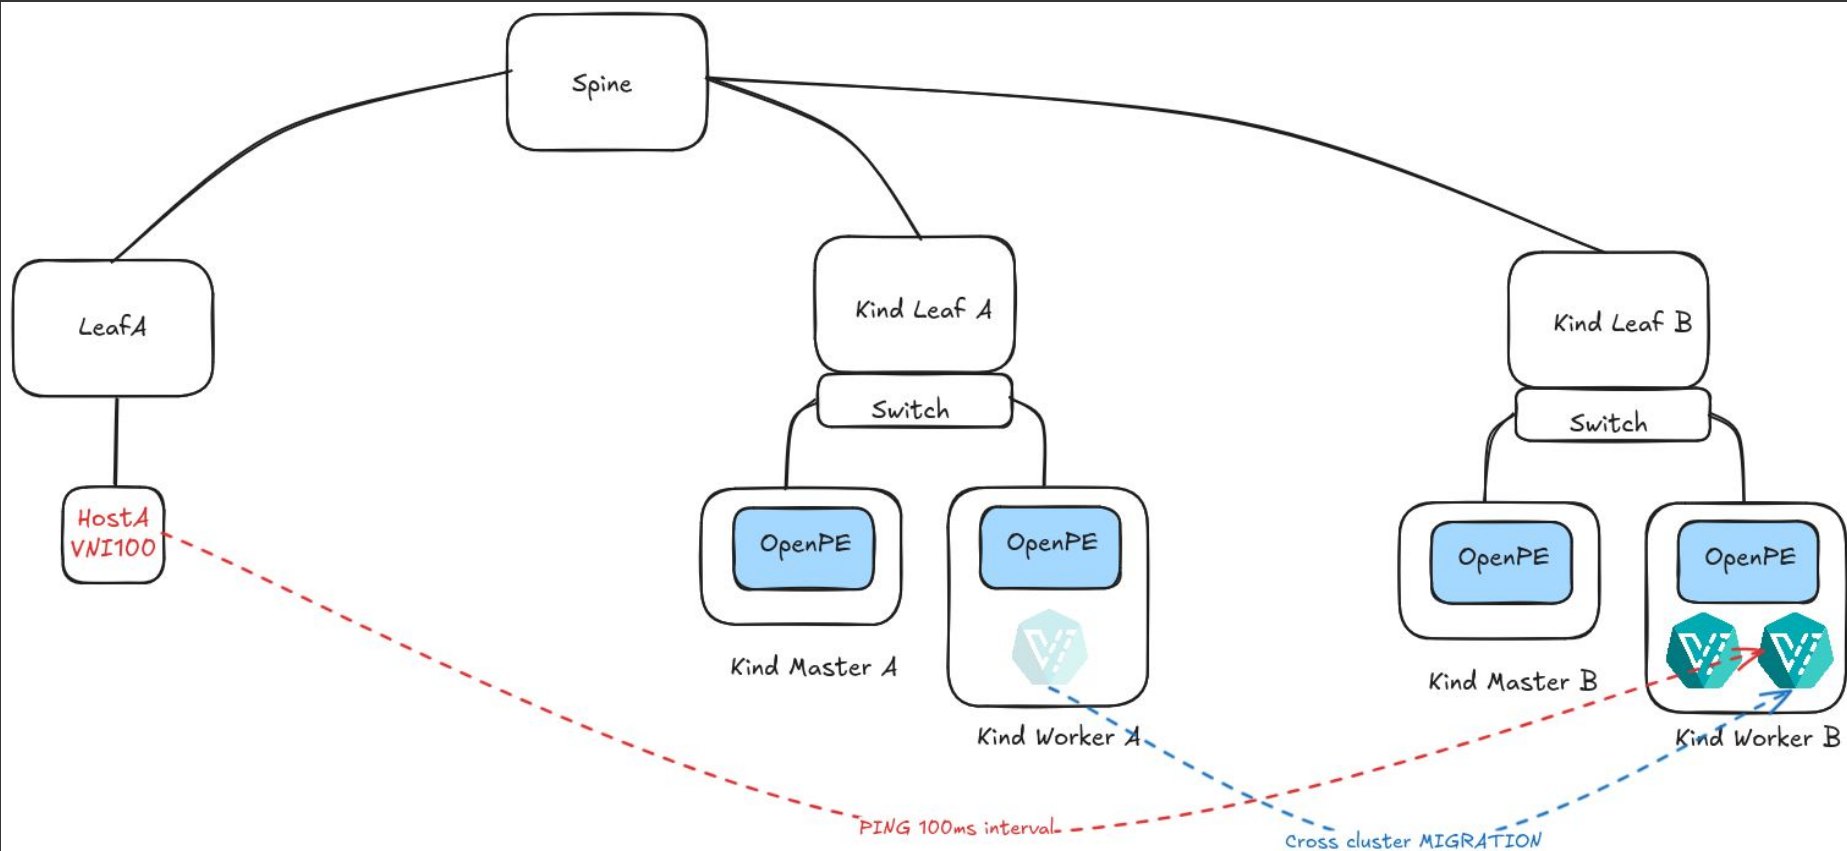 Spine
LeafA
Kind Leaf A
Kind Leaf B
Switch
Switch
HostA
VNI100
OpenPE
OpenPE
OpenPE
OpenPE
Kind Master A
Kind Worker A
Kind Master B
Kind Worker B
PING 100ms interval
Cross cluster MIGRATION